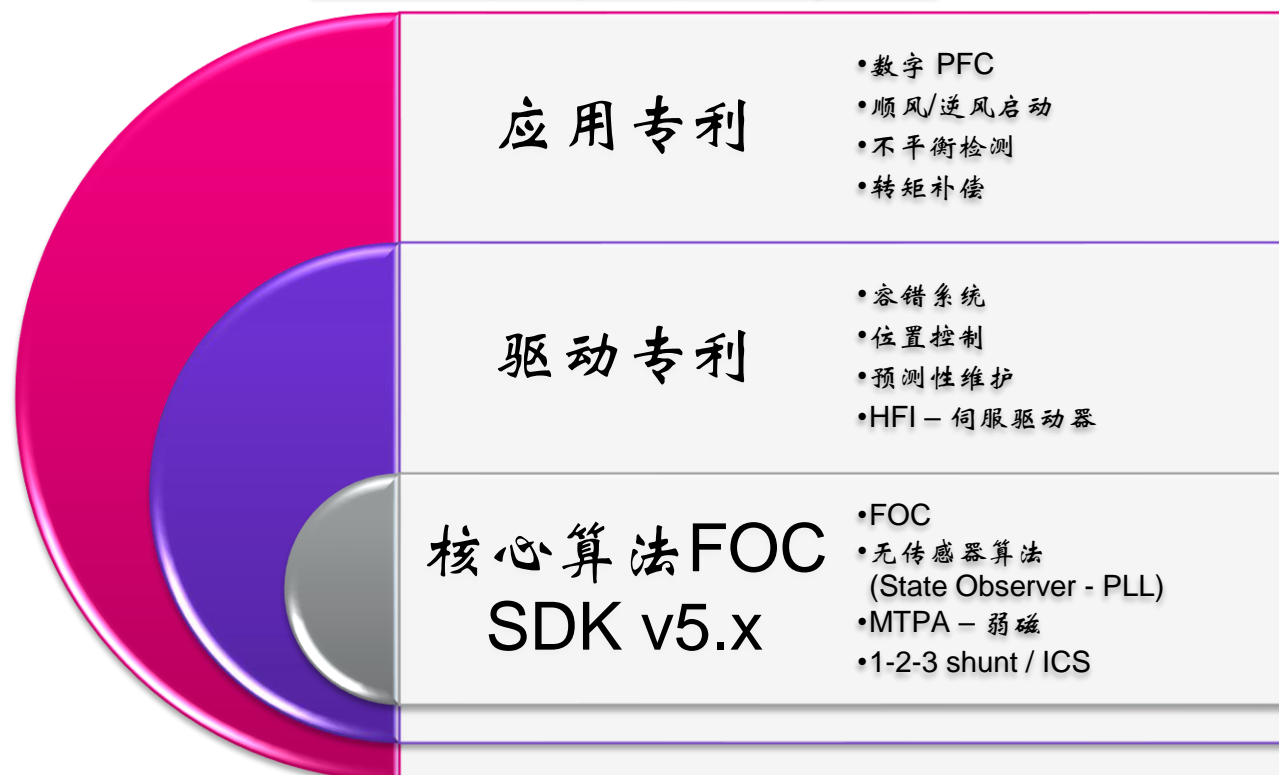 应用专利
•数字 PFC
•顺风/逆风启动
•不平衡检测
•转矩补偿
驱动专利
•容错系统
•位置控制
•预测性维护
•HFI – 伺服驱动器
核心算法FOC
SDK v5.x
•FOC
•无传感器算法
(State Observer - PLL)
•MTPA – 弱磁
•1-2-3 shunt / ICS